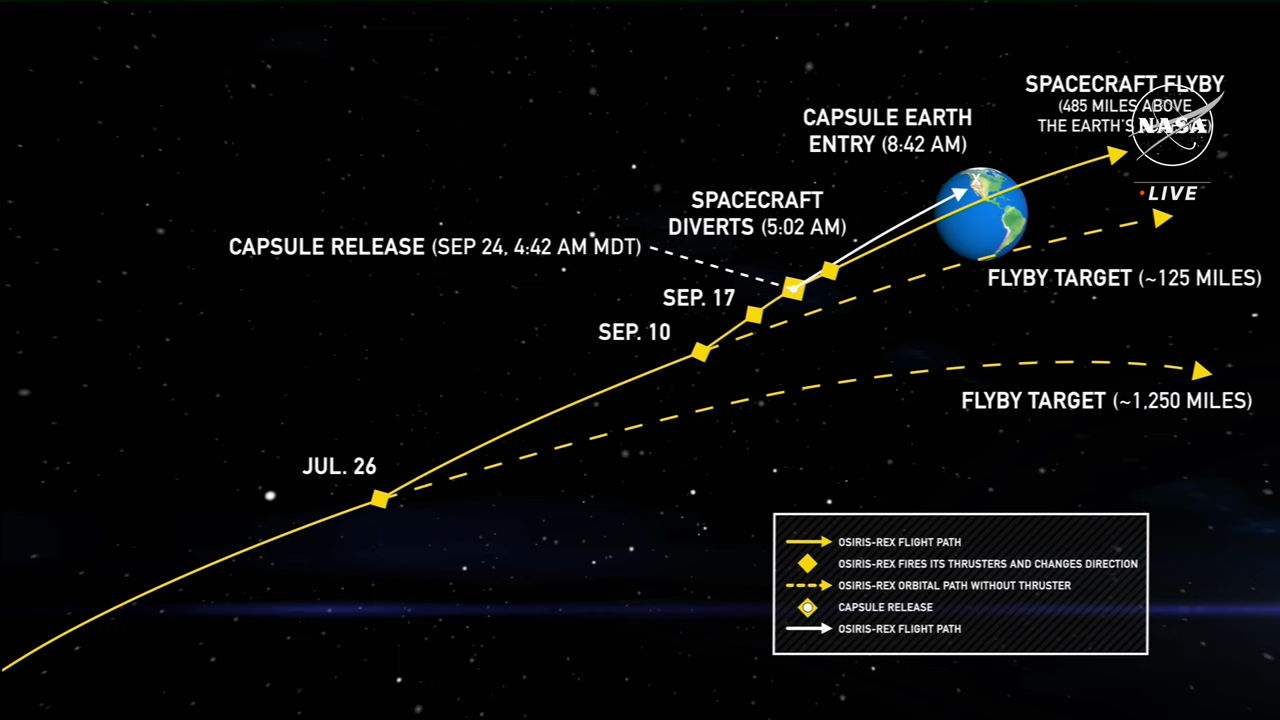 SPACECRAFT FLYBY
(485 MILES ABOVE
THE EARTH'S
NASA
LIVE
CAPSULE EARTH
ENTRY (8:42 AM)
SPACECRAFT
DIVERTS (5:02 AM)
CAPSULE RELEASE (SEP 24, 4:42 AM MDT)
FLYBY TARGET (~125 MILES)
SEP. 17
SEP. 10
FLYBY TARGET (~1,250 MILES)
JUL. 26
OSIRIS-REX FLIGHT PATH
OSIRIS-REX FIRES ITS THRUSTERS AND CHANGES DIRECTION
OSIRIS-REX ORBITAL PATH WITHOUT THRUSTER
CAPSULE RELEASE
OSIRIS-REX FLIGHT PATH